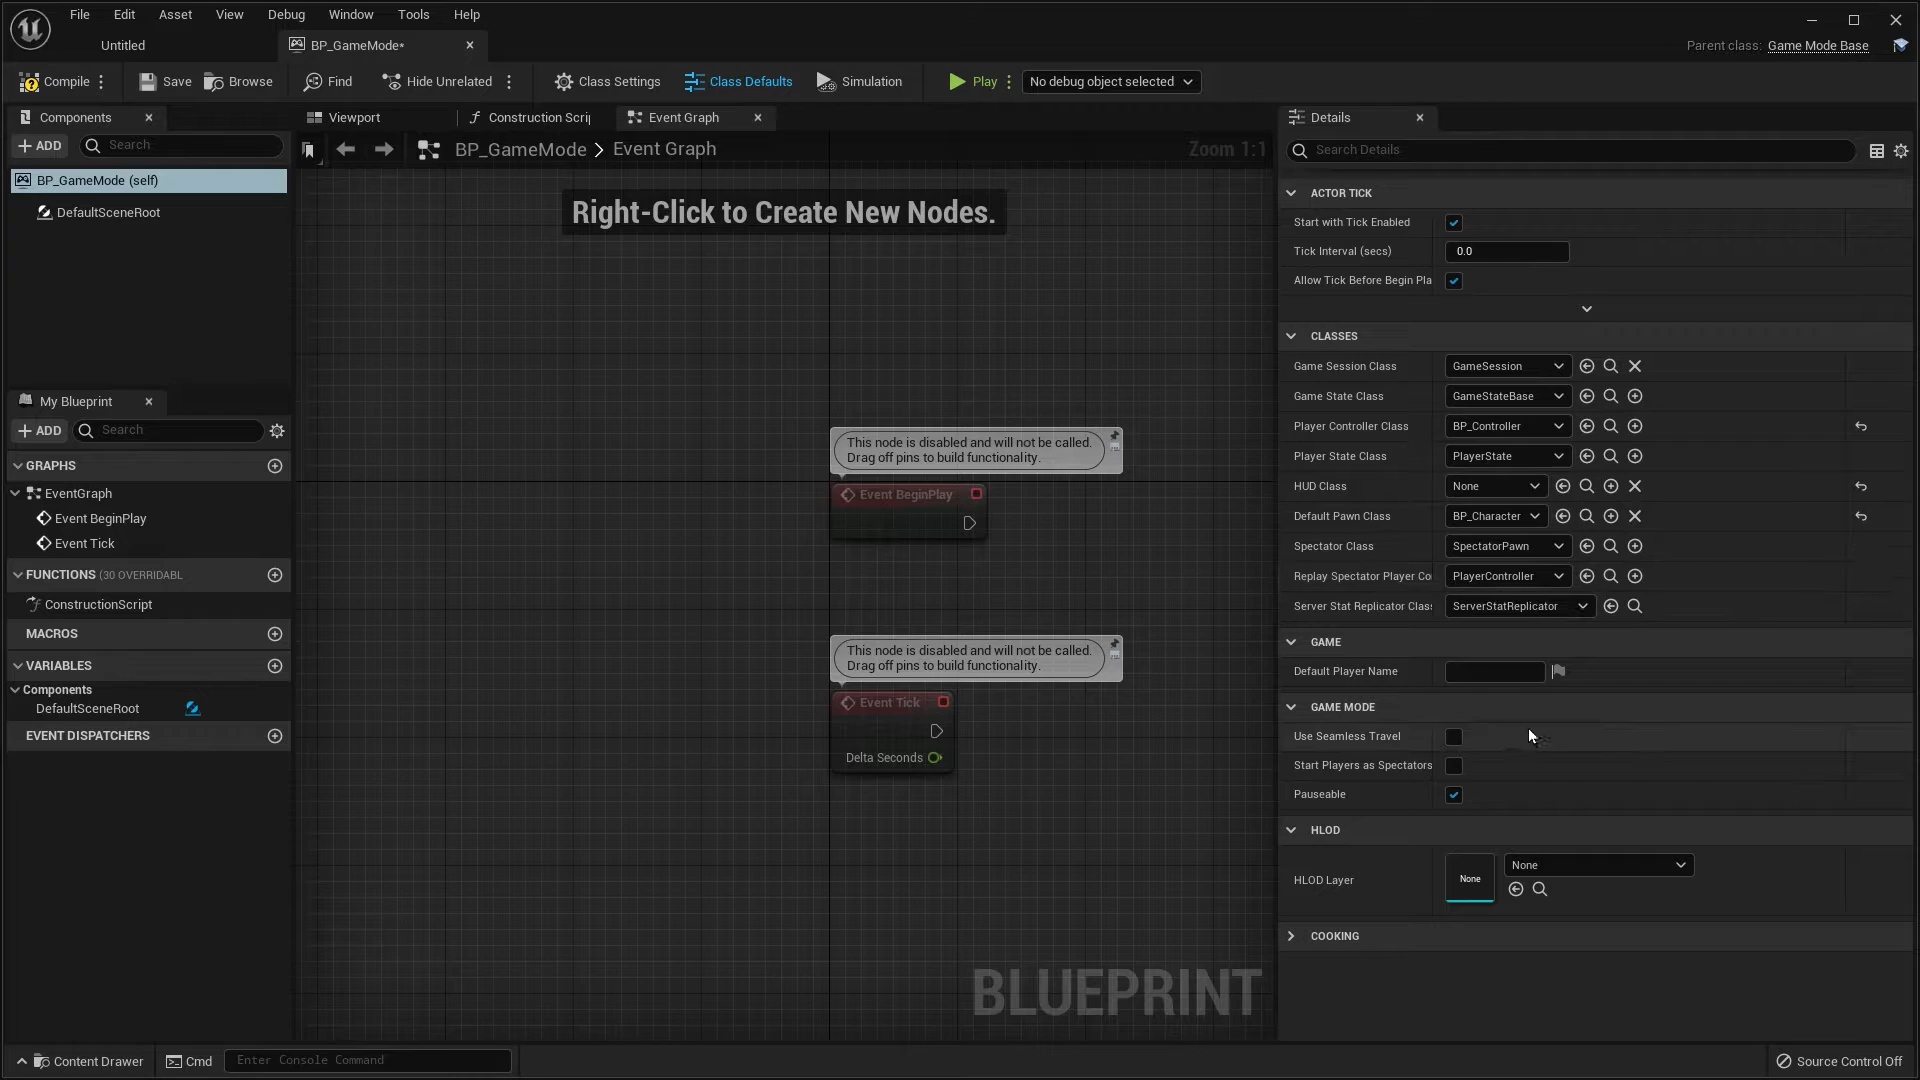 File Edit Asset View Debug Window Tools Help
Untitled
BP_GameMode*
Parent class: Game Mode Base
Compile
Save
Browse
Find
Hide Unrelated
Class Settings
Class Defaults
Simulation
Play
No debug object selected
Components
ADD
Search
BP_GameMode (self)
DefaultSceneRoot
My Blueprint
ADD
Search
GRAPHS
EventGraph
Event BeginPlay
Event Tick
FUNCTIONS (30 OVERRIDABL
ConstructionScript
MACROS
VARIABLES
Components
DefaultSceneRoot
EVENT DISPATCHERS
Viewport
Construction Scrip
Event Graph
BP_GameMode > Event Graph
Zoom 1:1
Right-Click to Create New Nodes.
This node is disabled and will not be called.
Drag off pins to build functionality.
Event BeginPlay
This node is disabled and will not be called.
Drag off pins to build functionality.
Event Tick
Delta Seconds
BLUEPRINT
Details
Search Details
ACTOR TICK
Start with Tick Enabled
Tick Interval (secs) 0.0
Allow Tick Before Begin Pla
CLASSES
Game Session Class GameSession
Game State Class GameStateBase
Player Controller Class BP_Controller
Player State Class PlayerState
HUD Class None
Default Pawn Class BP_Character
Spectator Class SpectatorPawn
Replay Spectator Player Co PlayerController
Server Stat Replicator Class ServerStatReplicator
GAME
Default Player Name
GAME MODE
Use Seamless Travel
Start Players as Spectators
Pauseable
HLOD
HLOD Layer None None
COOKING
Content Drawer
Cmd
Enter Console Command
Source Control Off